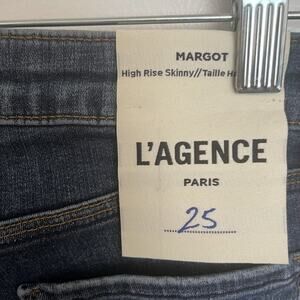 MARGOT
High Rise Skinny//Taille H
L'AGENCE
PARIS
25